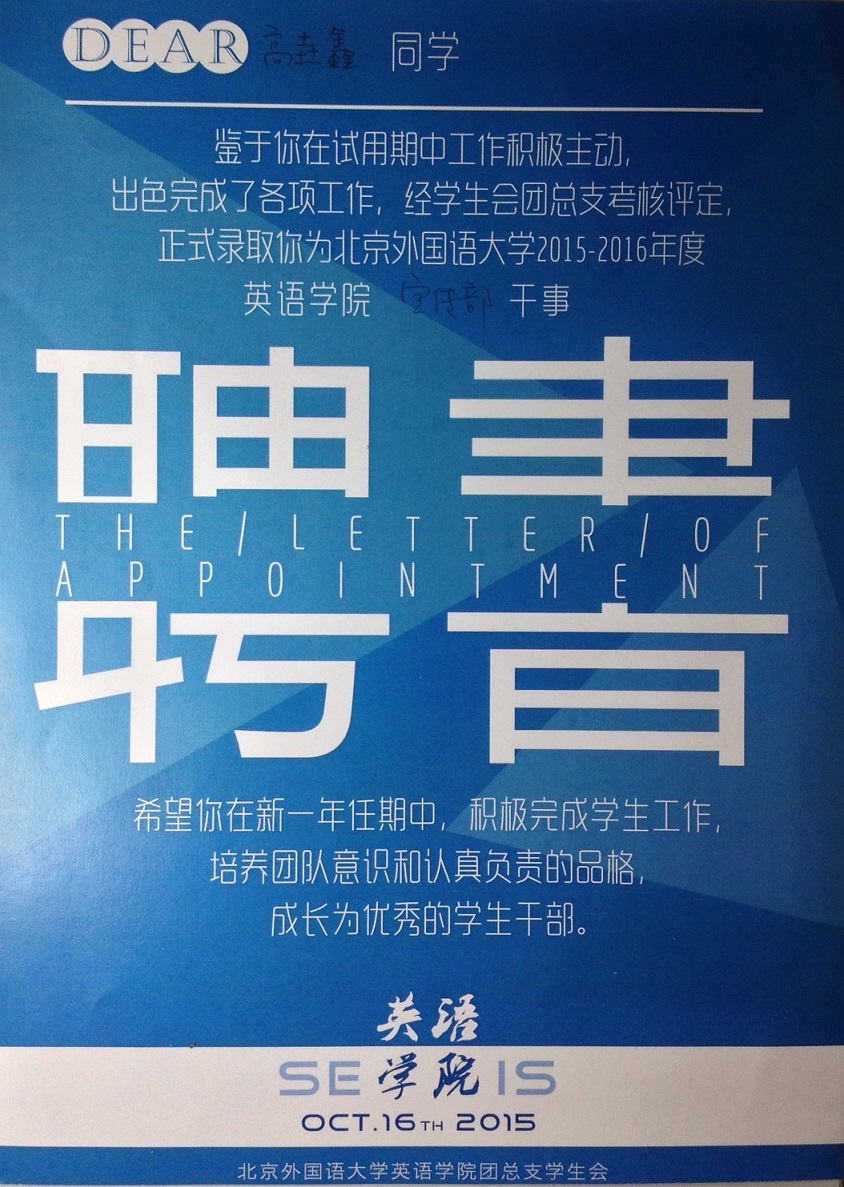 DEAR 高垚鑫 同学
鉴于你在试用期中工作积极主动,
出色完成了各项工作, 经学生会团总支考核评定,
正式录取你为北京外国语大学2015-2016年度
英语学院 宣传部 干事
聘書
THE/LETTER/OF
APPOINTMENT
希望你在新一年任期中, 积极完成学生工作,
培养团队意识和认真负责的品格,
成长为优秀的学生干部。
英语
SE 学院 IS
OCT.16TH 2015
北京外国语大学英语学院团总支学生会